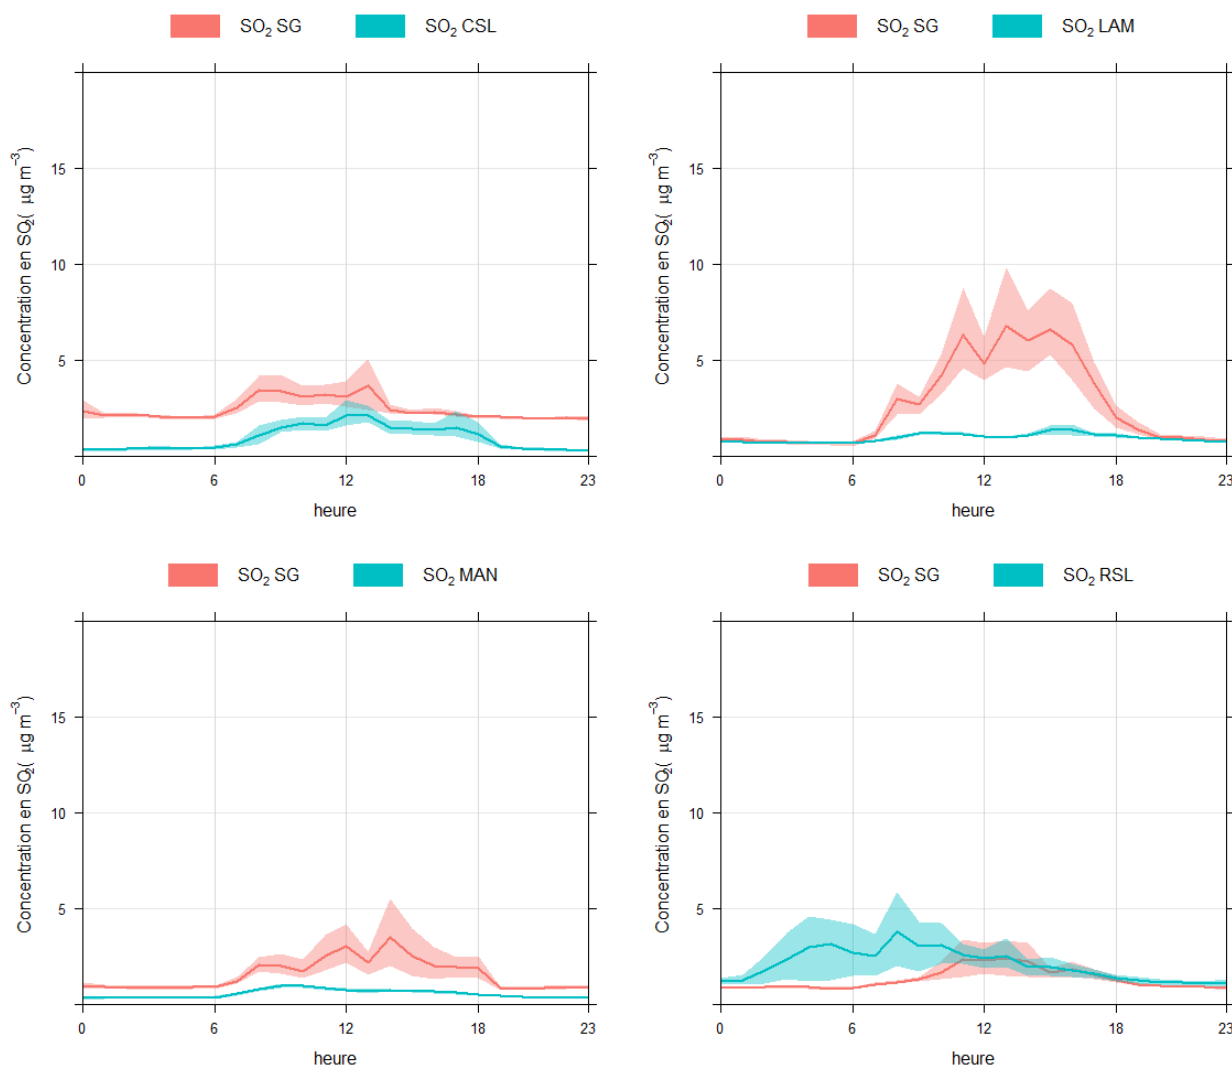 SO2 SG SO2 CSL
Concentration en SO2( μg m−3)
15
10
5
0 6 12 18 23
heure
SO2 SG SO2 LAM
Concentration en SO2( μg m−3)
15
10
5
0 6 12 18 23
heure
SO2 SG SO2 MAN
Concentration en SO2( μg m−3)
15
10
5
0 6 12 18 23
heure
SO2 SG SO2 RSL
Concentration en SO2( μg m−3)
15
10
5
0 6 12 18 23
heure